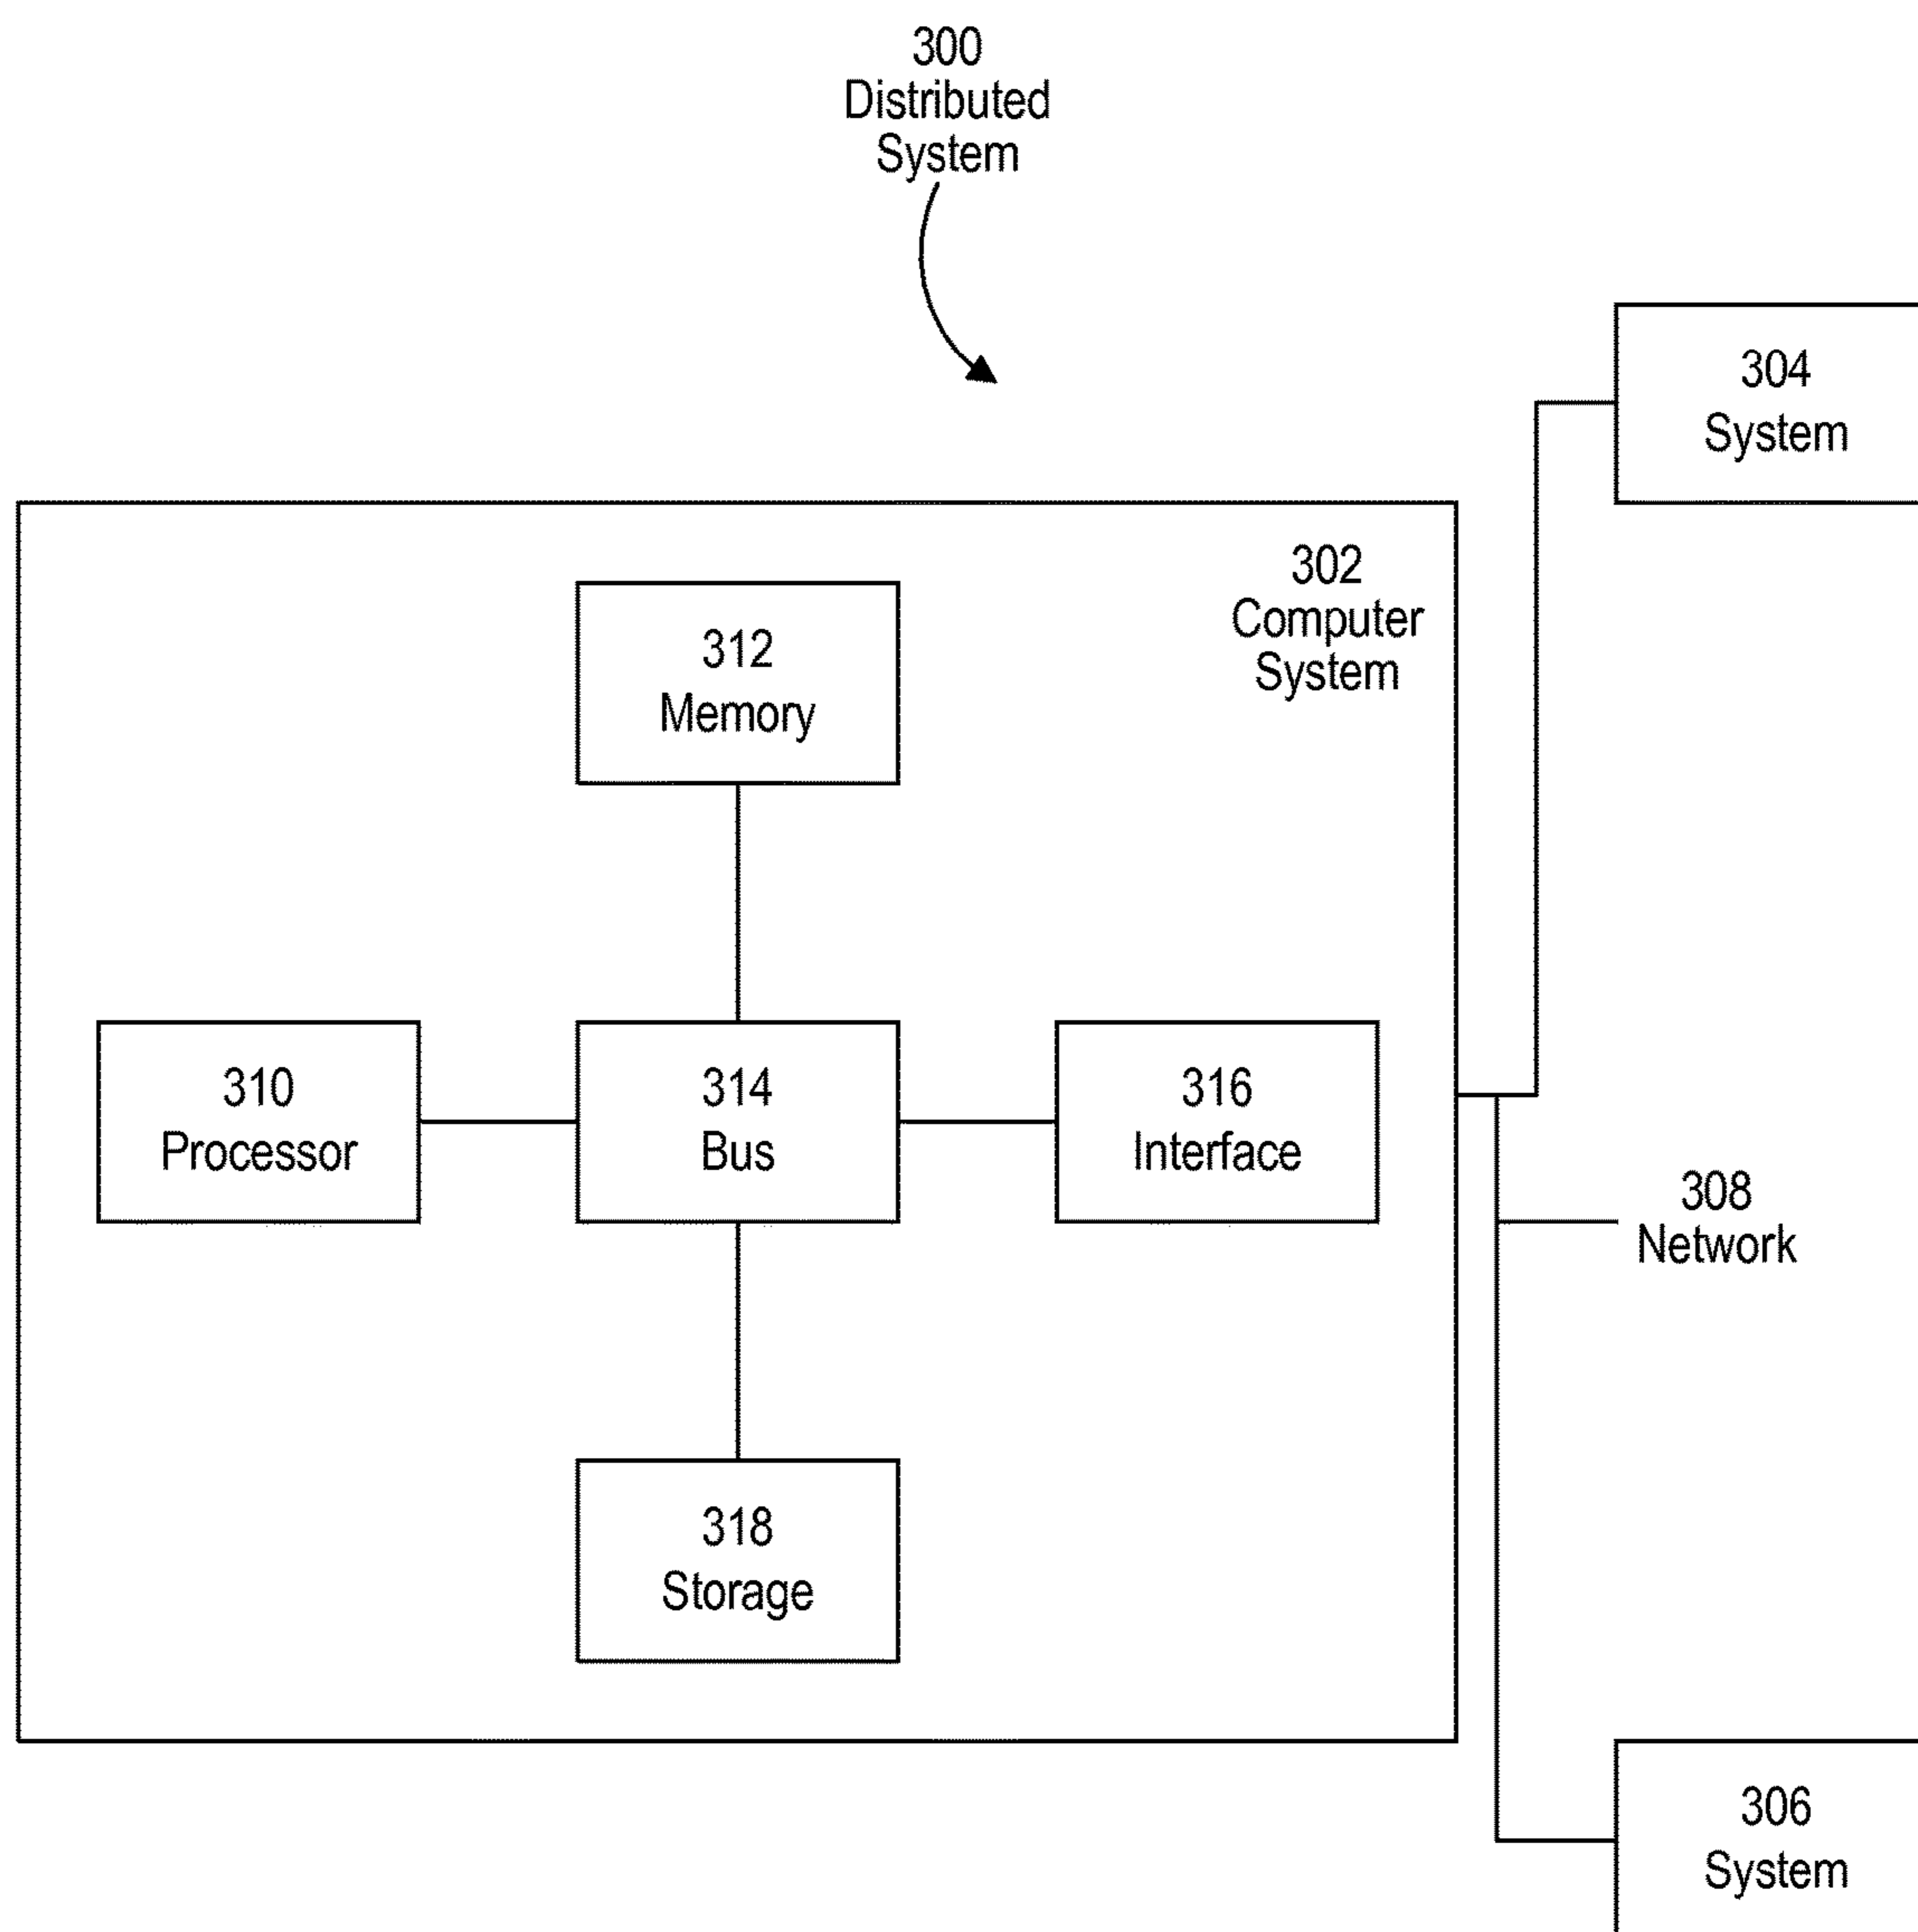 300
Distributed
System
304
System
302
Computer
System
312
Memory
310
Processor
314
Bus
316
Interface
308
Network
318
Storage
306
System